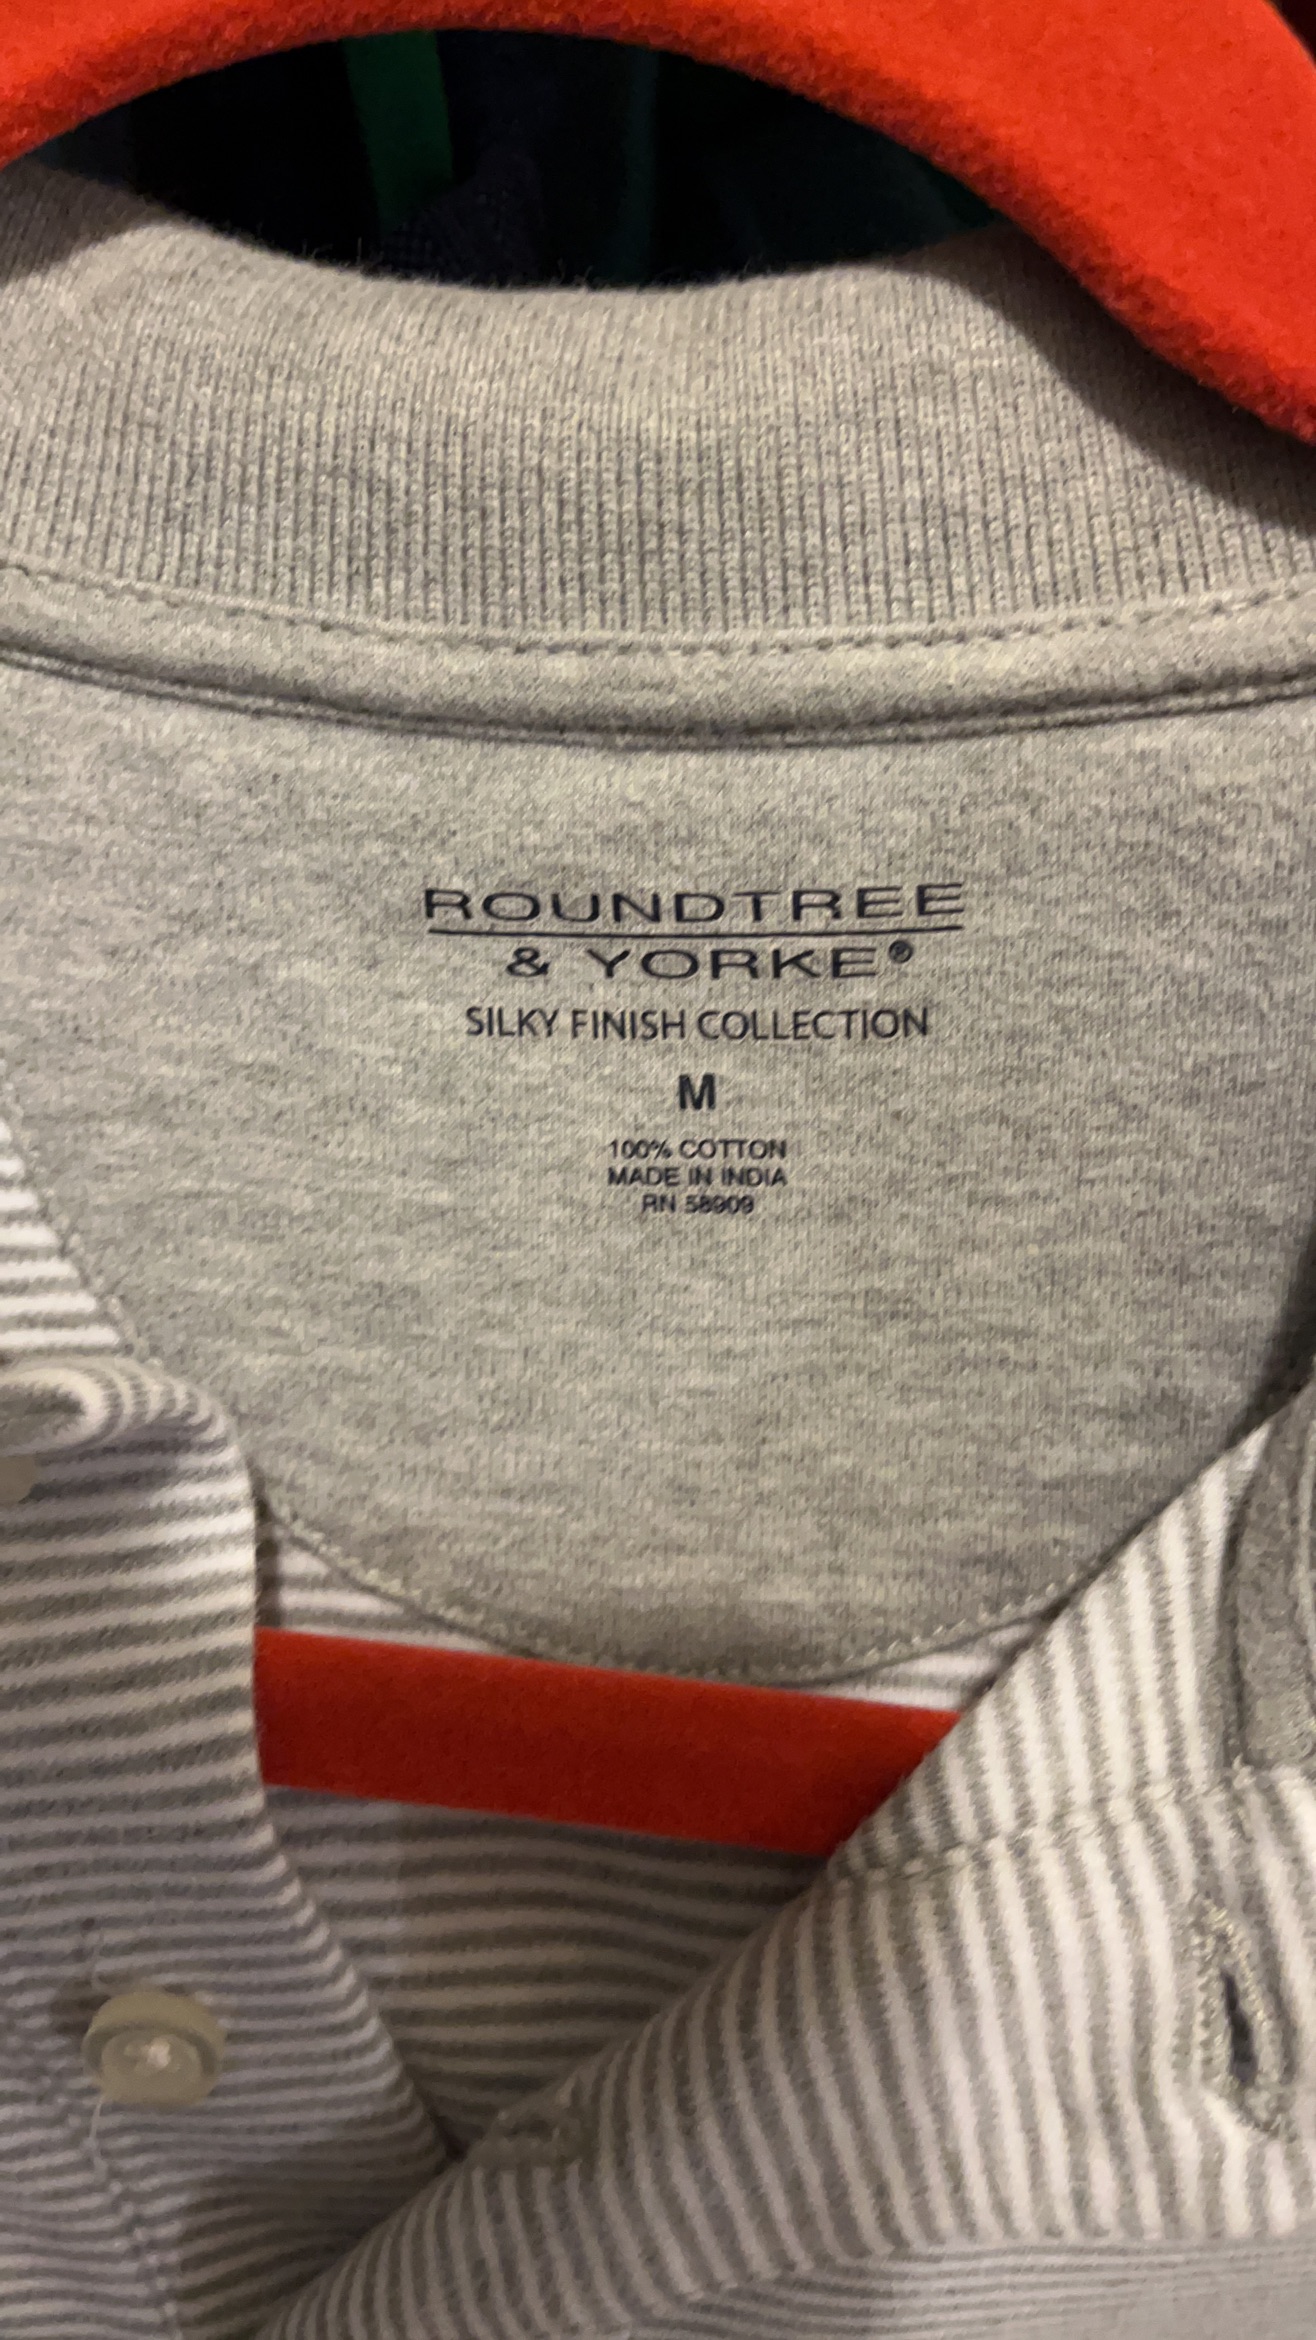 ROUNDTREE
& YORKE®
SILKY FINISH COLLECTION
M
100% COTTON
MADE IN INDIA
RN 58909